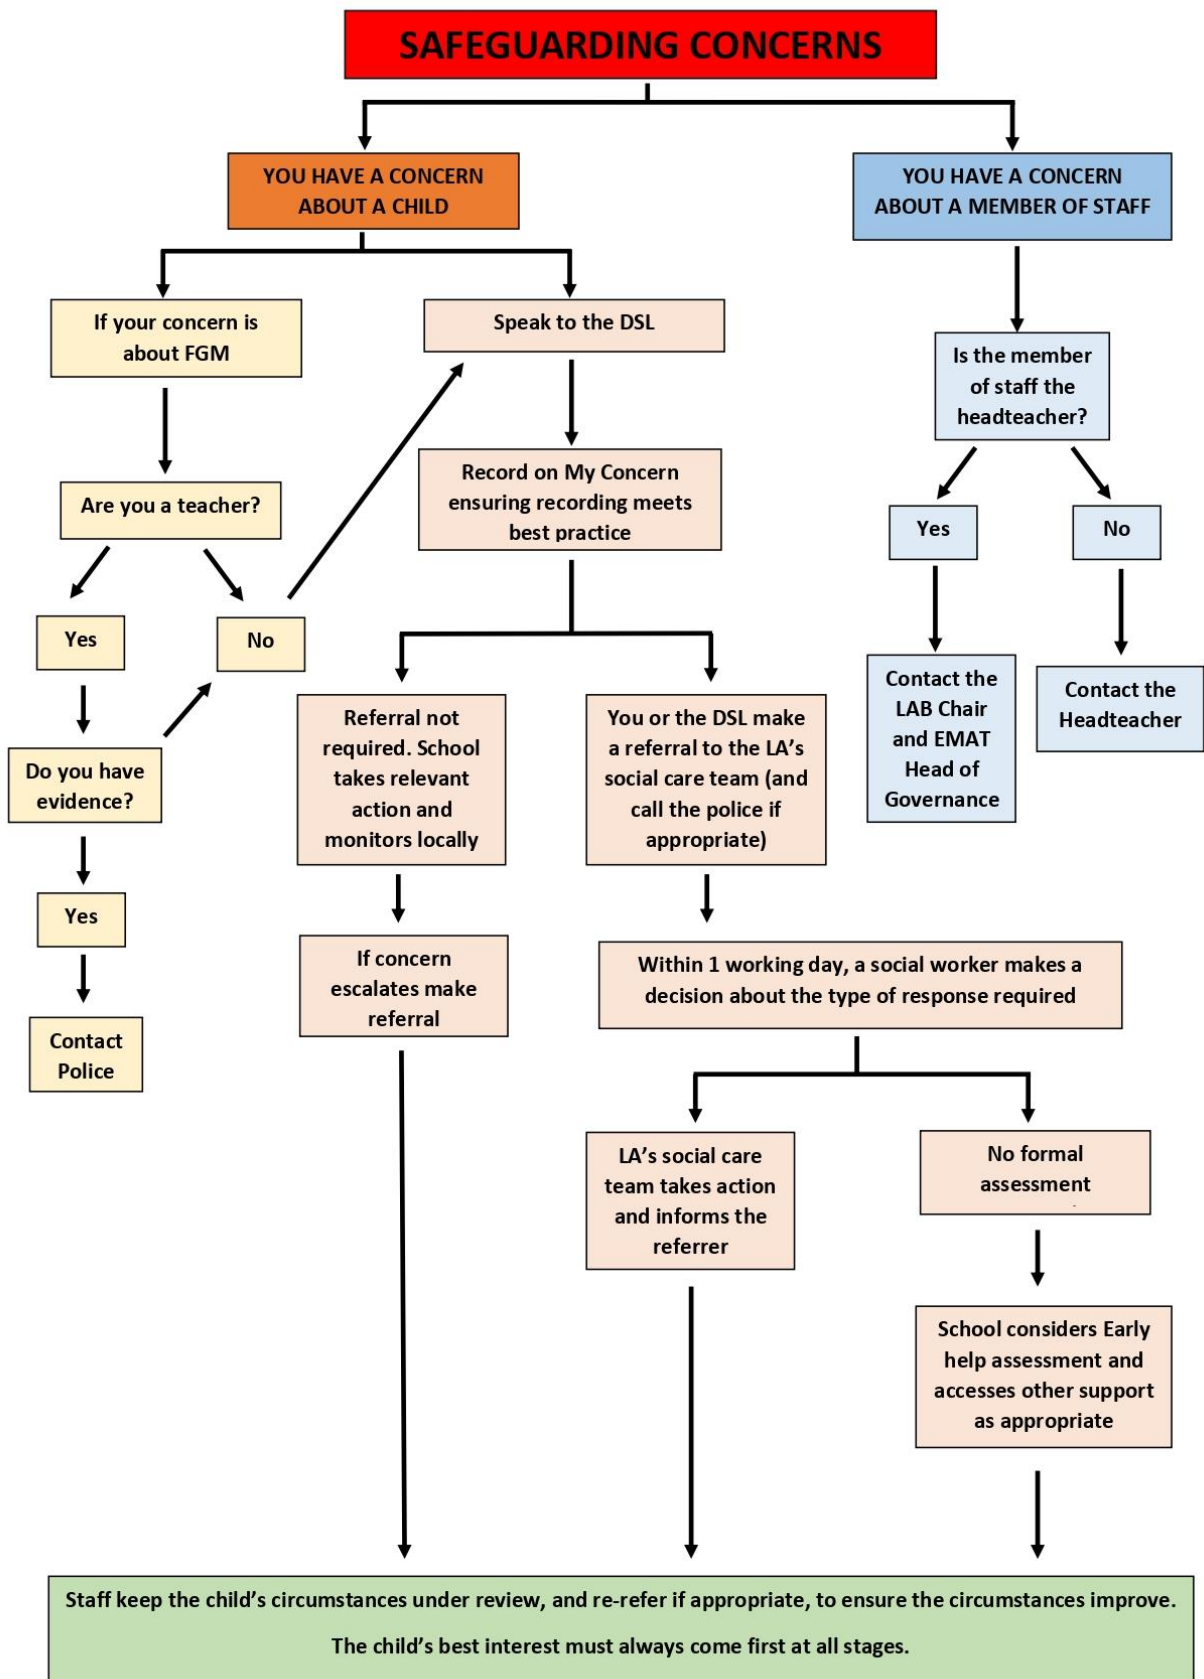 SAFEGUARDING CONCERNS
YOU HAVE A CONCERN
ABOUT A CHILD
YOU HAVE A CONCERN
ABOUT A MEMBER OF STAFF
If your concern is
about FGM
Speak to the DSL
Is the member
of staff the
headteacher?
Are you a teacher?
Record on My Concern
ensuring recording meets
best practice
Yes
No
Yes
No
Contact the
LAB Chair
and EMAT
Head of
Governance
Contact the
Headteacher
Do you have
evidence?
Referral not
required. School
takes relevant
action and
monitors locally
You or the DSL make
a referral to the LA’s
social care team (and
call the police if
appropriate)
Yes
If concern
escalates make
referral
Within 1 working day, a social worker makes a
decision about the type of response required
Contact
Police
LA’s social care
team takes action
and informs the
referrer
No formal
assessment
School considers Early
help assessment and
accesses other support
as appropriate
Staff keep the child’s circumstances under review, and re-refer if appropriate, to ensure the circumstances improve.
The child’s best interest must always come first at all stages.